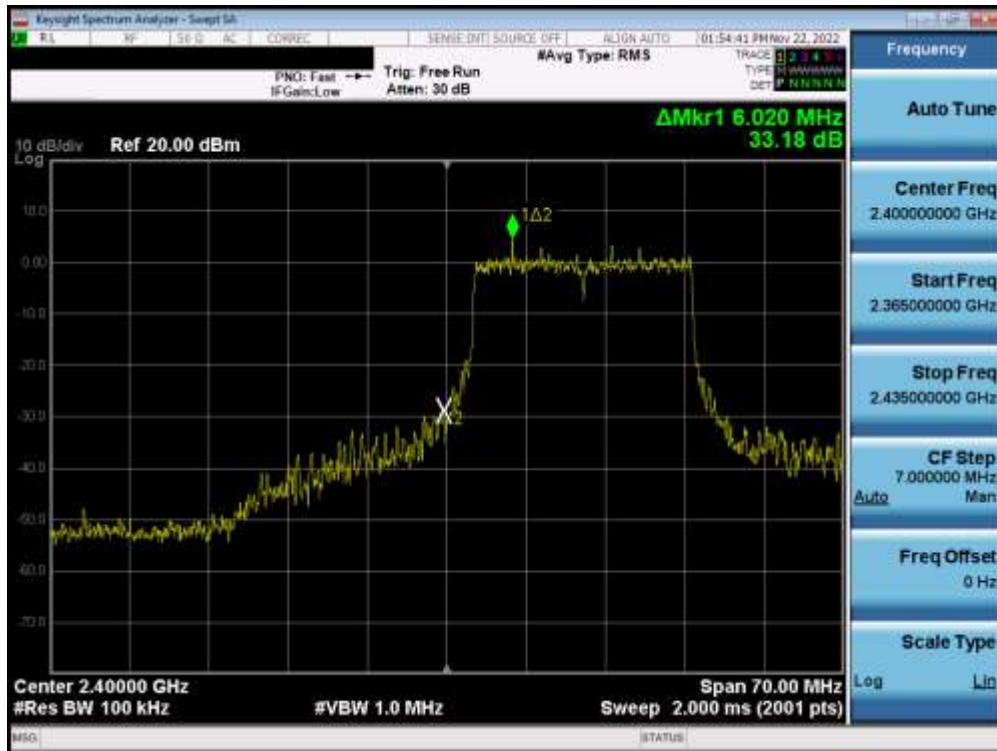 Keysight Spectrum Analyzer - Swept SA
RL RF 50 Ω AC CORREC SENSE:INT SOURCE OFF ALIGN AUTO 01:54:41 PM Nov 22, 2022
#Avg Type: RMS
TRACE 1 2 3 4 5 6
PNO: Fast Trig: Free Run
TYPE
IFGain:Low Atten: 30 dB
DET P N N N N N
ΔMkr1 6.020 MHz
33.18 dB
10 dB/div Ref 20.00 dBm
Log
10.0
0.00
-10.0
-20.0
-30.0
-40.0
-50.0
-60.0
-70.0
1Δ2
2
Center 2.40000 GHz Span 70.00 MHz
#Res BW 100 kHz #VBW 1.0 MHz Sweep 2.000 ms (2001 pts)
MSG STATUS
Frequency
Auto Tune
Center Freq
2.400000000 GHz
Start Freq
2.365000000 GHz
Stop Freq
2.435000000 GHz
CF Step
7.000000 MHz
Auto Man
Freq Offset
0 Hz
Scale Type
Log Lin